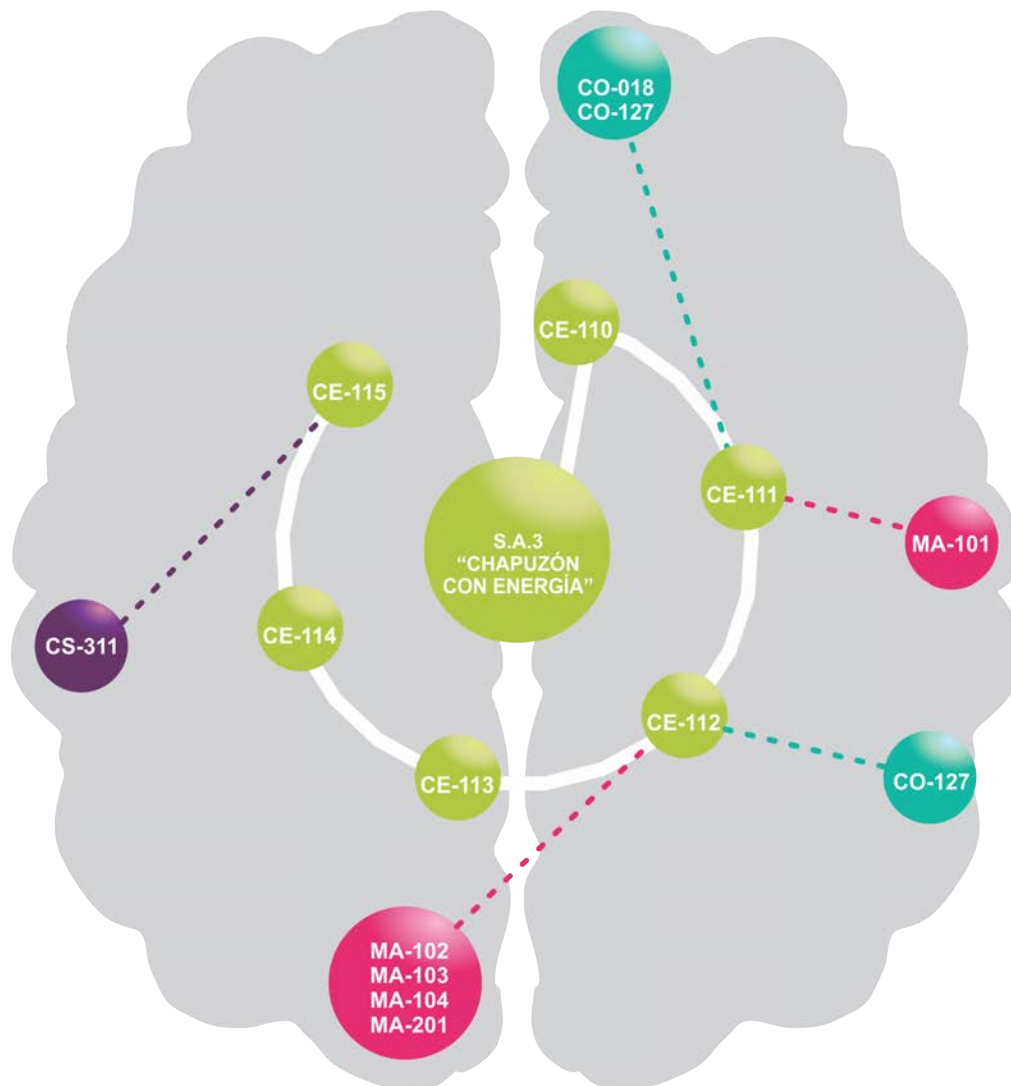 CO-018
CO-127
CE-110
CE-115
CE-111
S.A.3
“CHAPUZÓN
CON ENERGÍA”
MA-101
CE-114
CS-311
CE-112
CE-113
CO-127
MA-102
MA-103
MA-104
MA-201